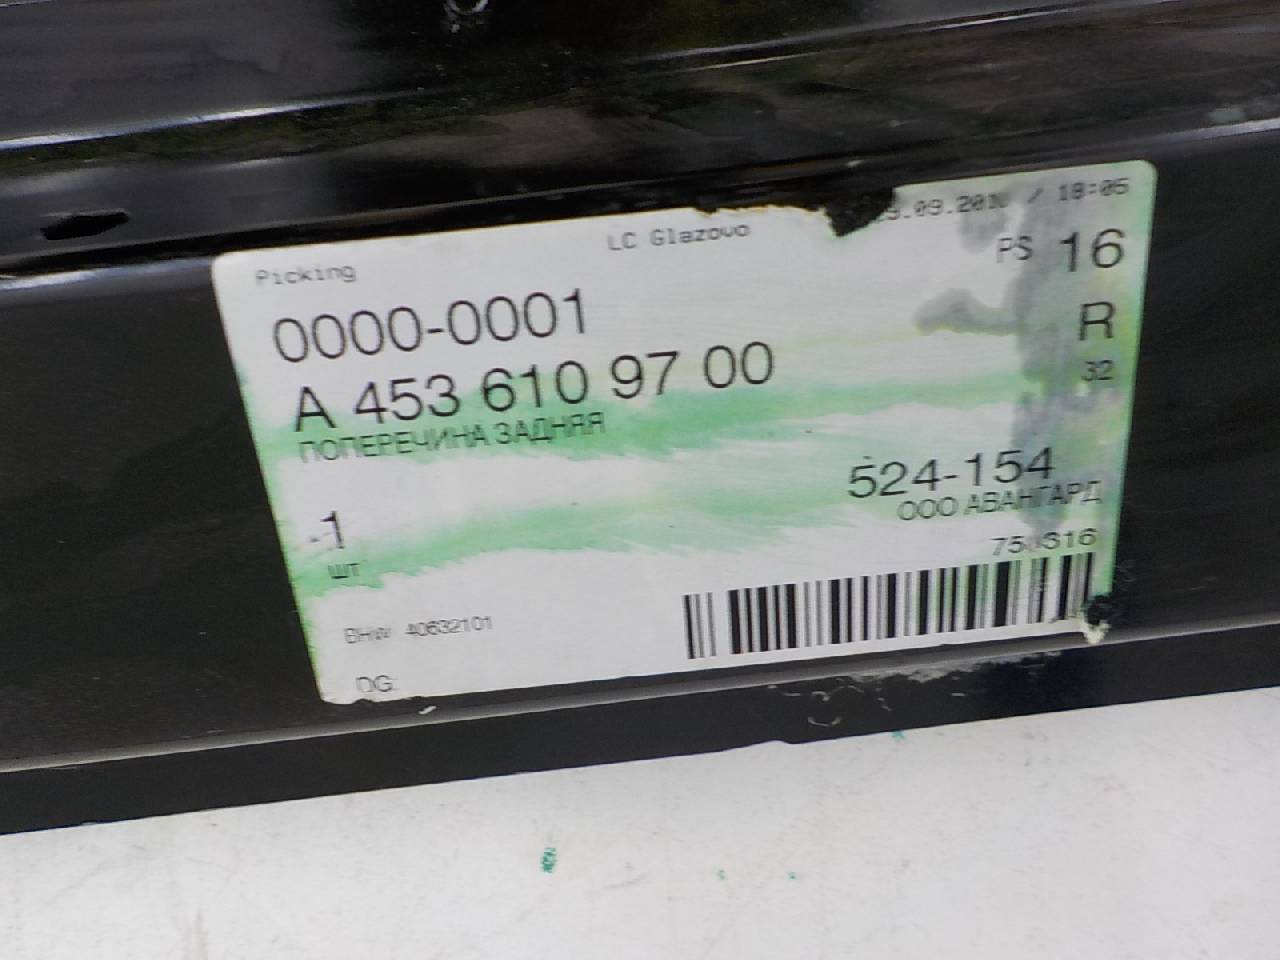 Picking
LC Glazovo
/ 18:05
PS 16
0000-0001
R
A 453 610 97 00
32
ПОПЕРЕЧИНА ЗАДНЯЯ
524-154
ООО АВАНГАРД
1
ШТ
BHW 40632101
DG: